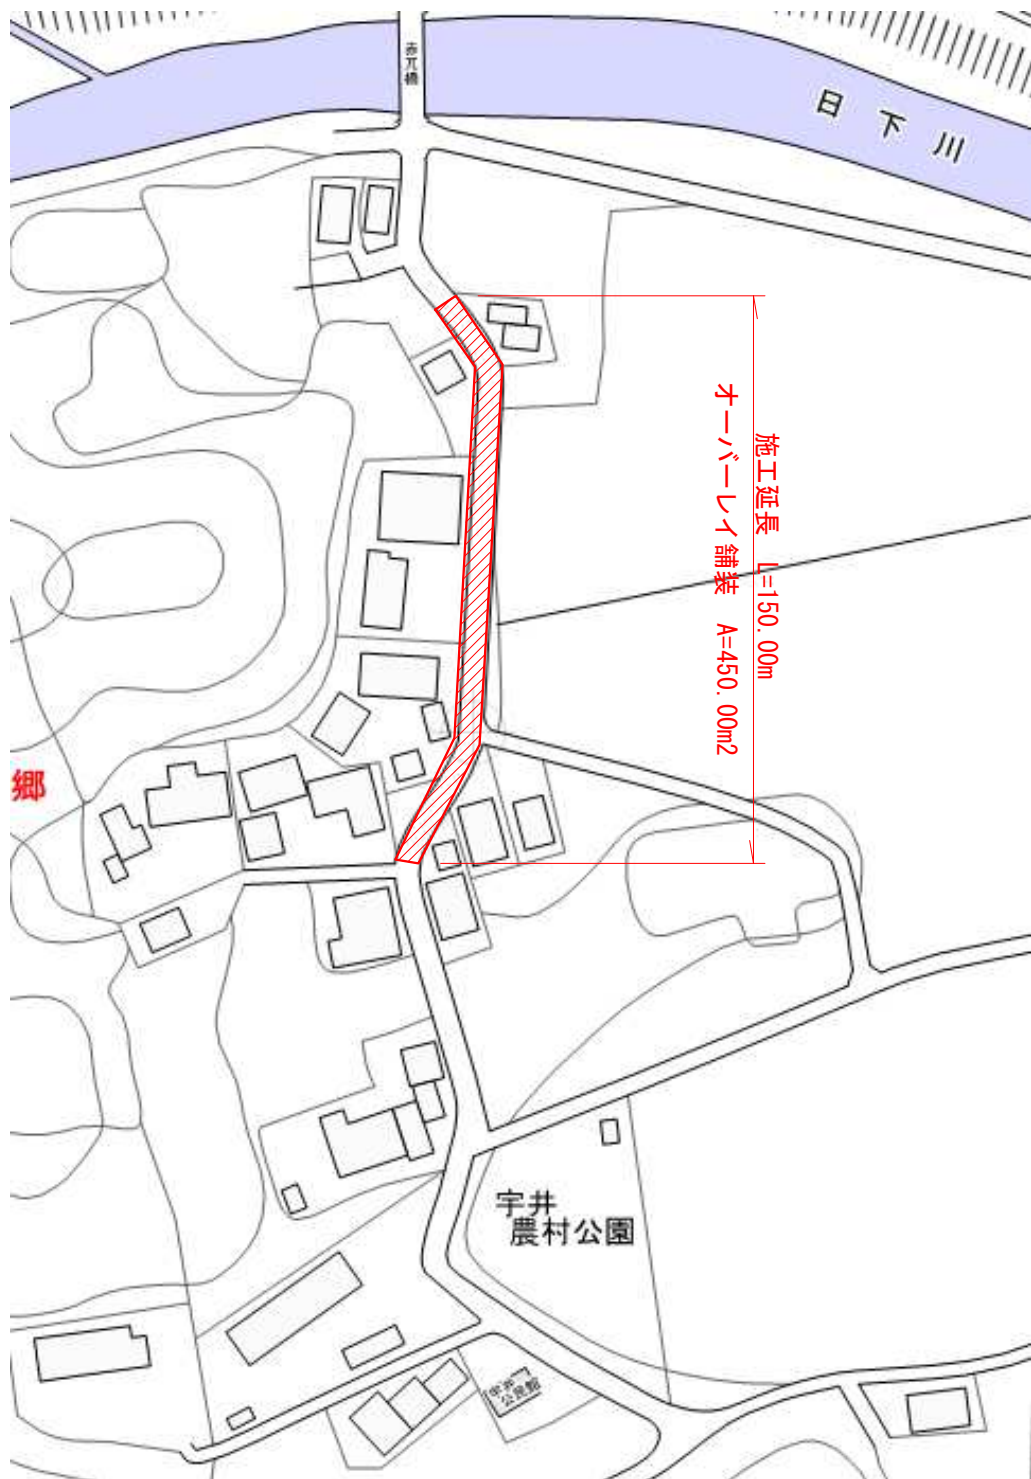 赤冗橋
日下川
施工延長 L=150.00m
オーバーレイ舗装 A=450.00m2
郷
宇井
農村公園
宇井
公民館